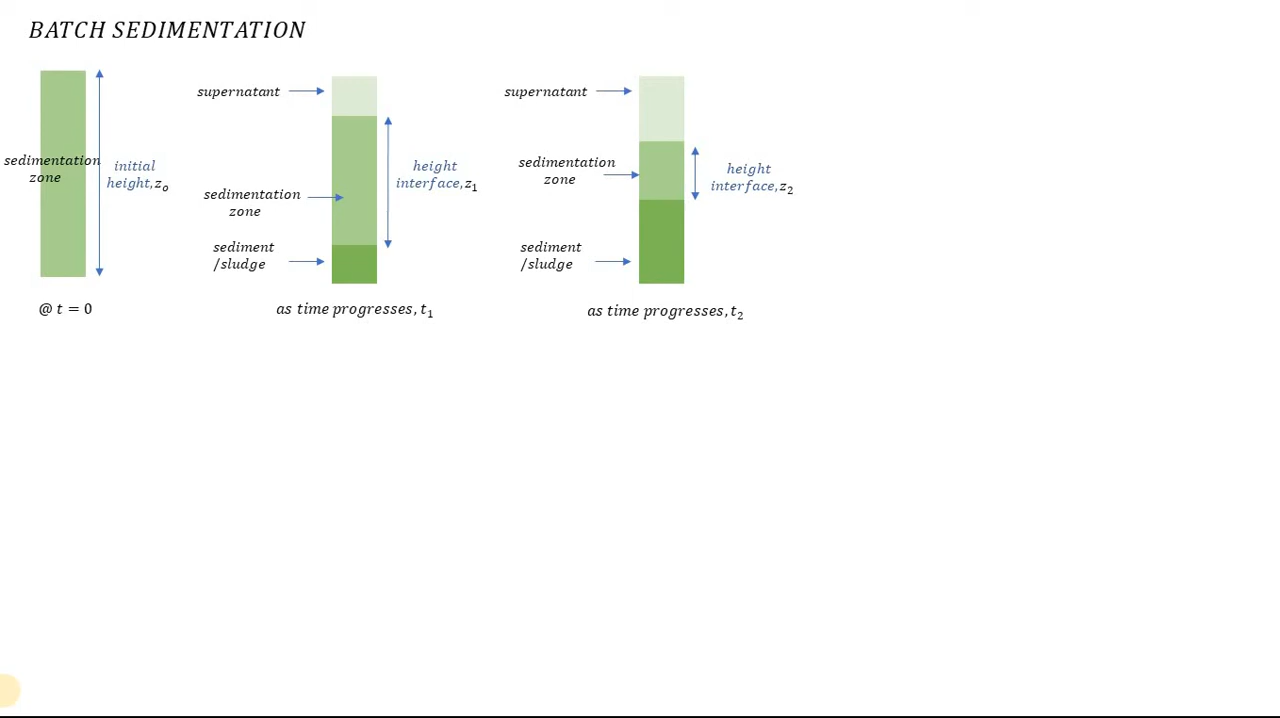 BATCH SEDIMENTATION
sedimentation
zone
initial
height, zₒ
@ t = 0
supernatant
sedimentation
zone
sediment
/sludge
height
interface, z₁
as time progresses, t₁
supernatant
sedimentation
zone
sediment
/sludge
height
interface, z₂
as time progresses, t₂